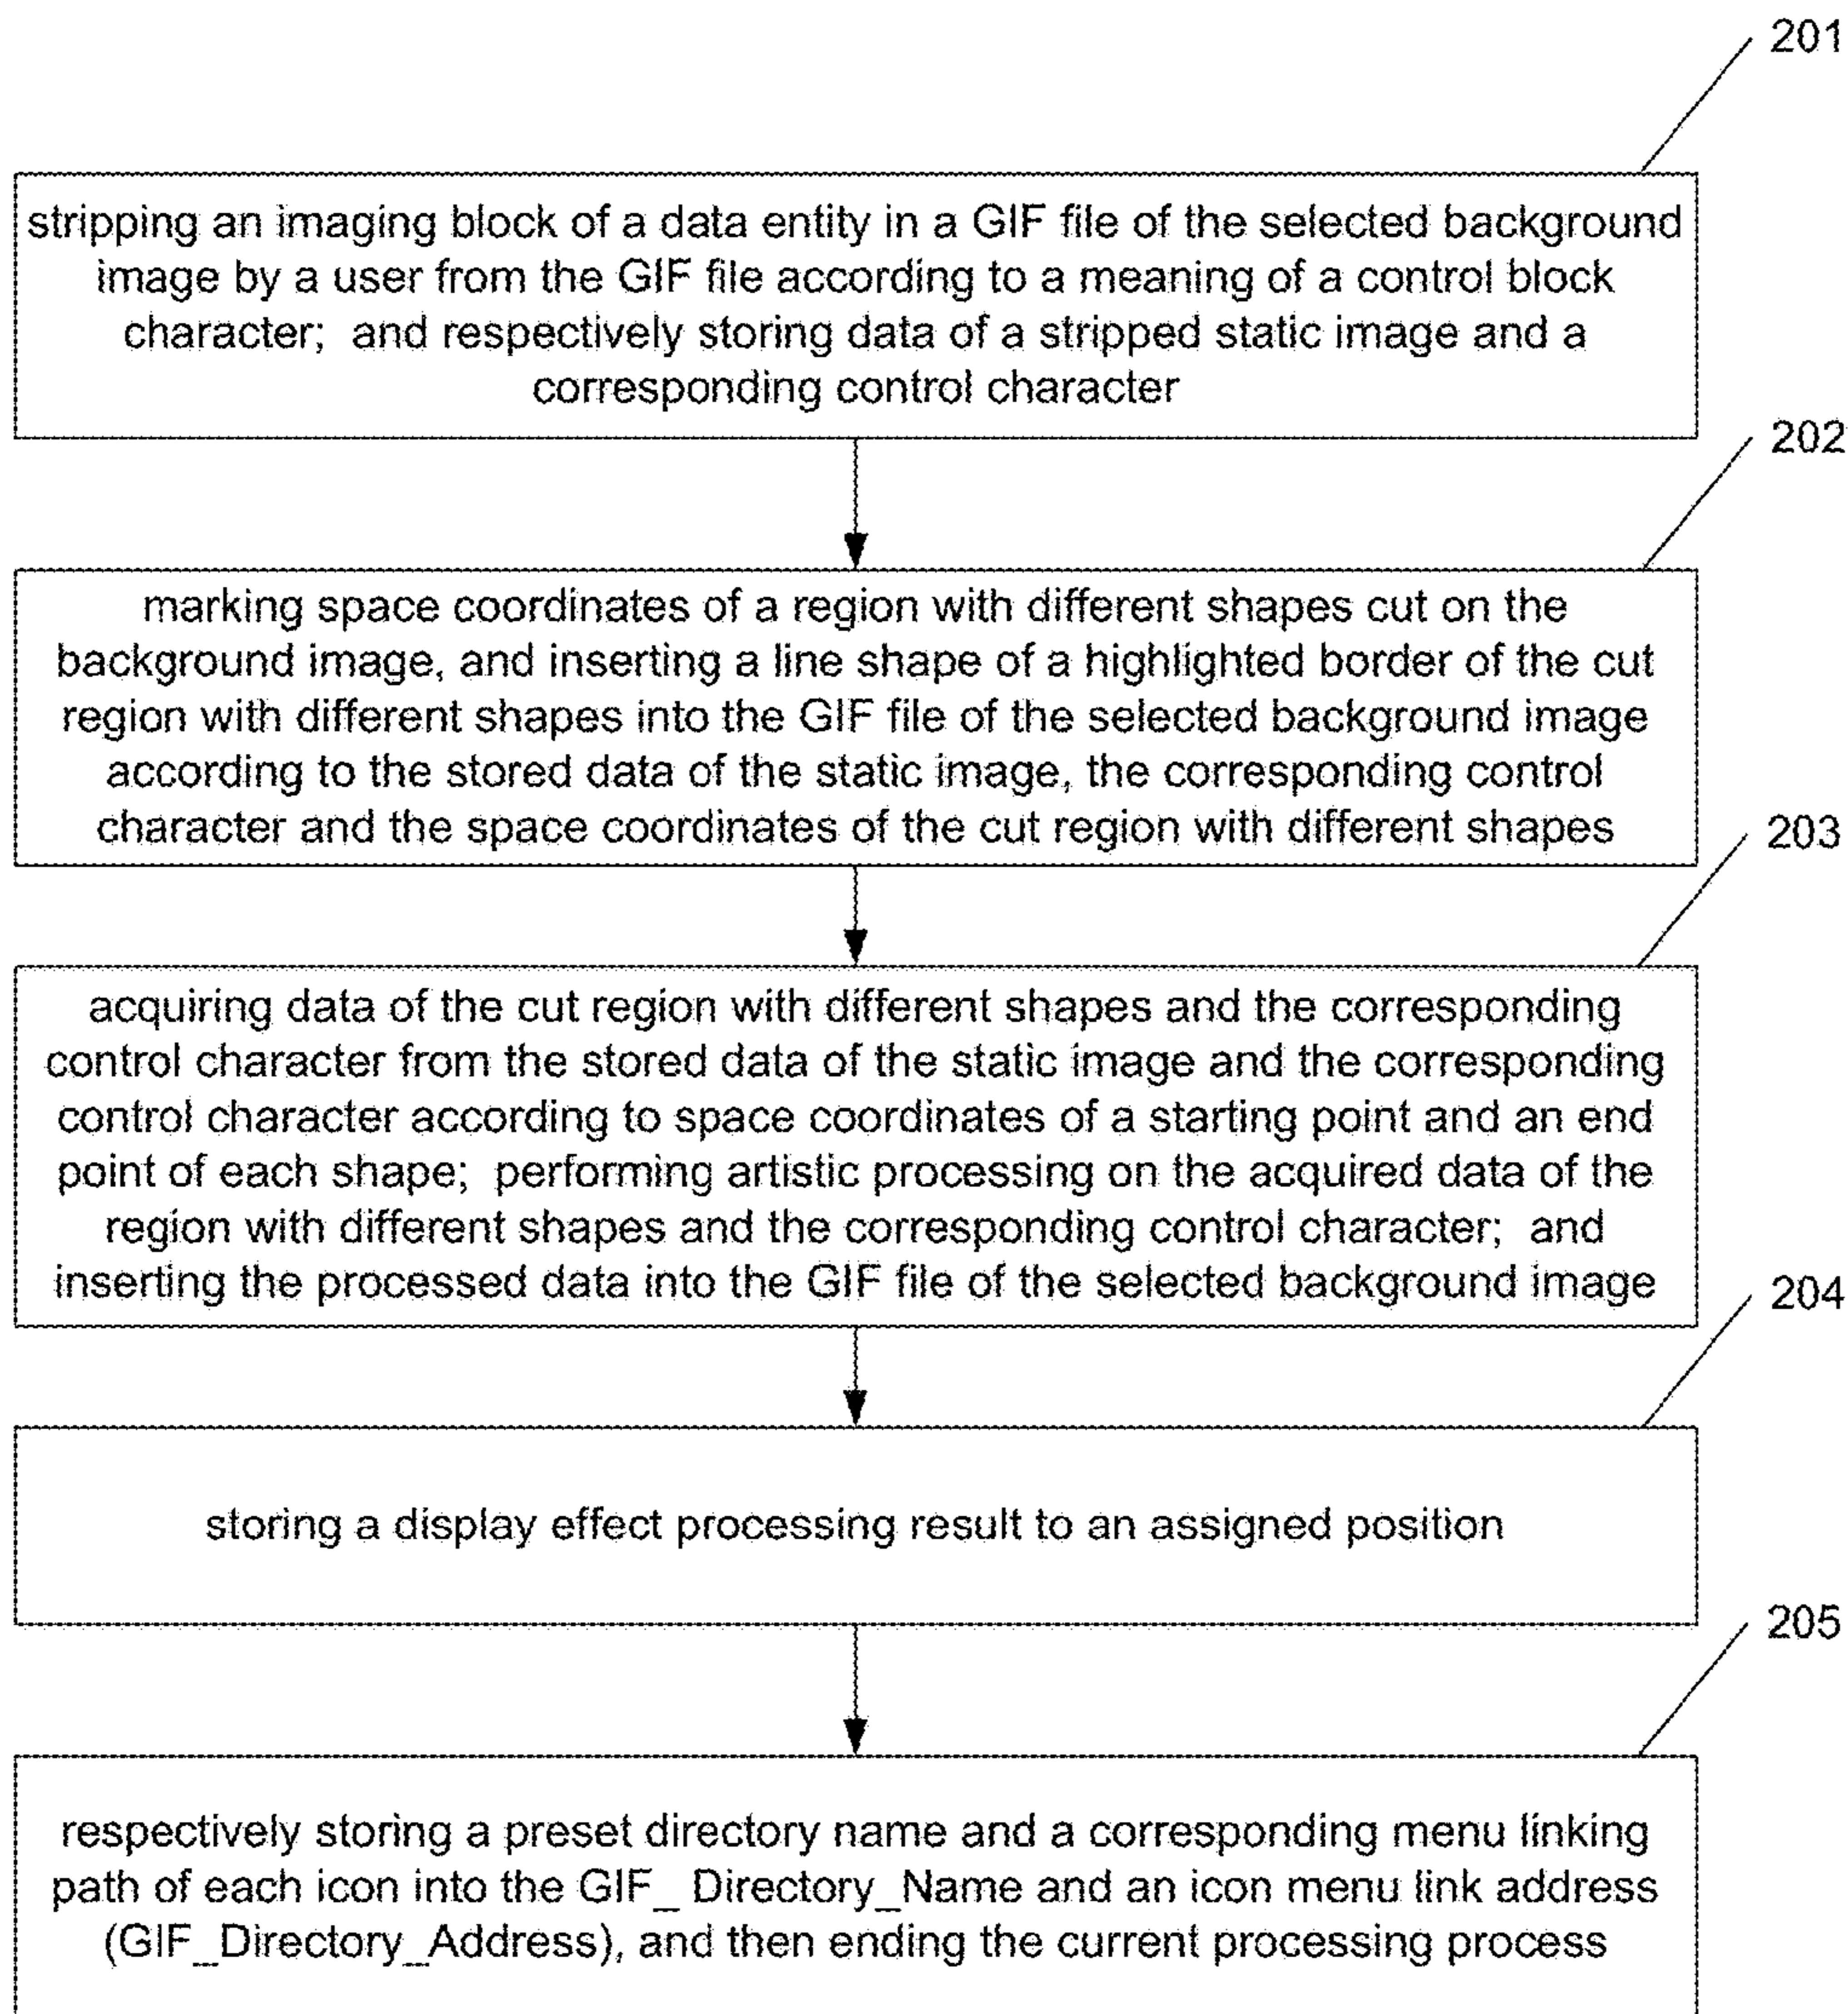 201
stripping an imaging block of a data entity in a GIF file of the selected background
image by a user from the GIF file according to a meaning of a control block
character; and respectively storing data of a stripped static image and a
corresponding control character
202
marking space coordinates of a region with different shapes cut on the
background image, and inserting a line shape of a highlighted border of the cut
region with different shapes into the GIF file of the selected background image
according to the stored data of the static image, the corresponding control
character and the space coordinates of the cut region with different shapes
203
acquiring data of the cut region with different shapes and the corresponding
control character from the stored data of the static image and the corresponding
control character according to space coordinates of a starting point and an end
point of each shape; performing artistic processing on the acquired data of the
region with different shapes and the corresponding control character; and
inserting the processed data into the GIF file of the selected background image
204
storing a display effect processing result to an assigned position
205
respectively storing a preset directory name and a corresponding menu linking
path of each icon into the GIF_ Directory_Name and an icon menu link address
(GIF_Directory_Address), and then ending the current processing process